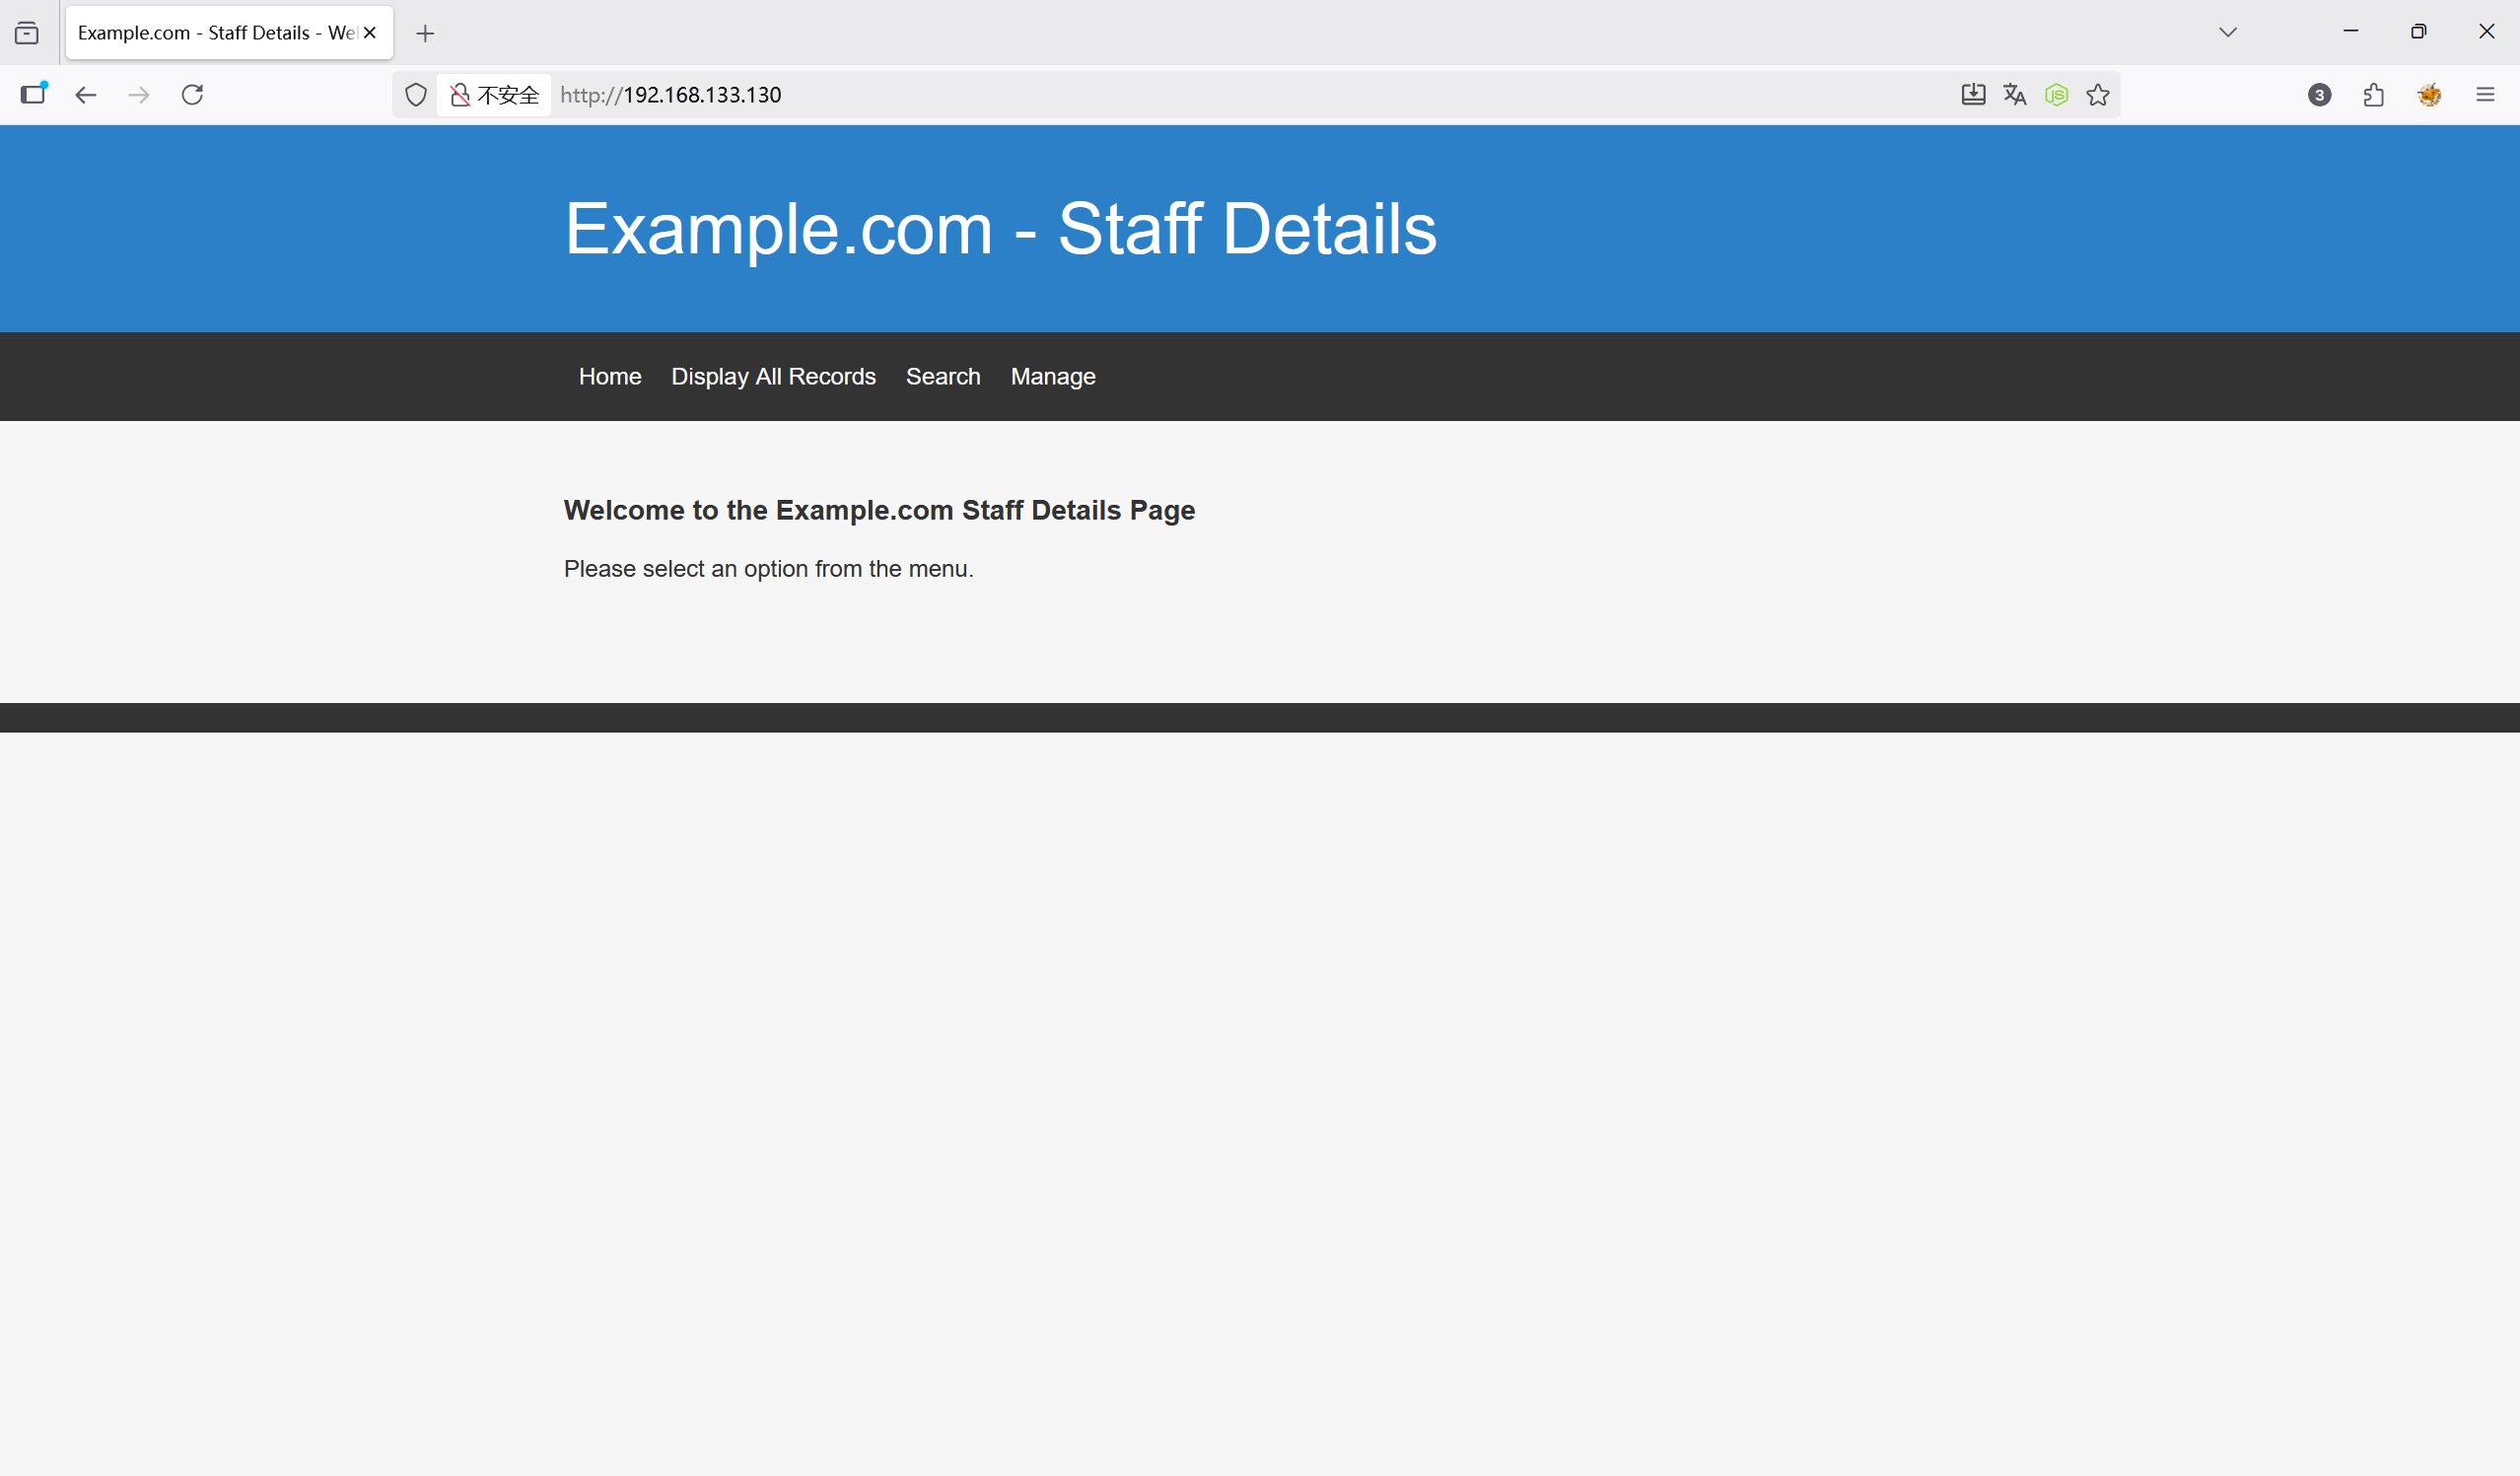 Example.com - Staff Details - We
不安全 http://192.168.133.130
3
Example.com - Staff Details
Home Display All Records Search Manage
Welcome to the Example.com Staff Details Page
Please select an option from the menu.